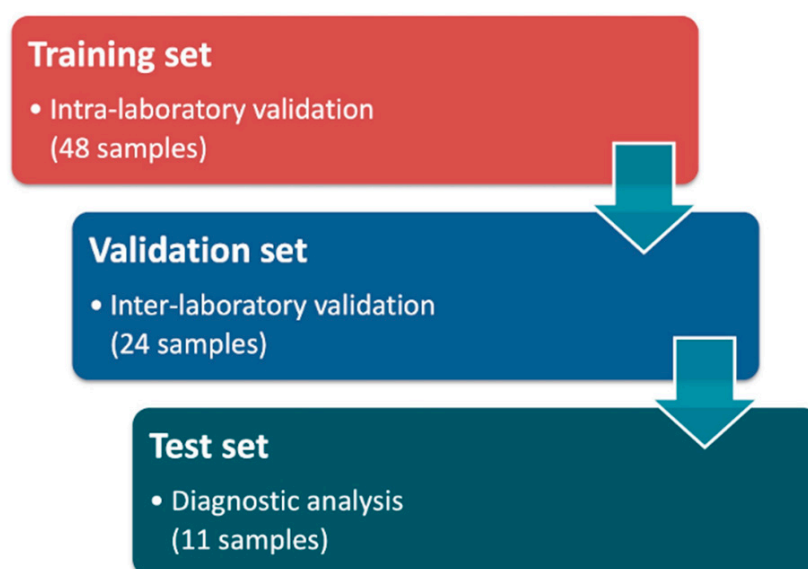 Training set
• Intra-laboratory validation
(48 samples)
Validation set
• Inter-laboratory validation
(24 samples)
Test set
• Diagnostic analysis
(11 samples)